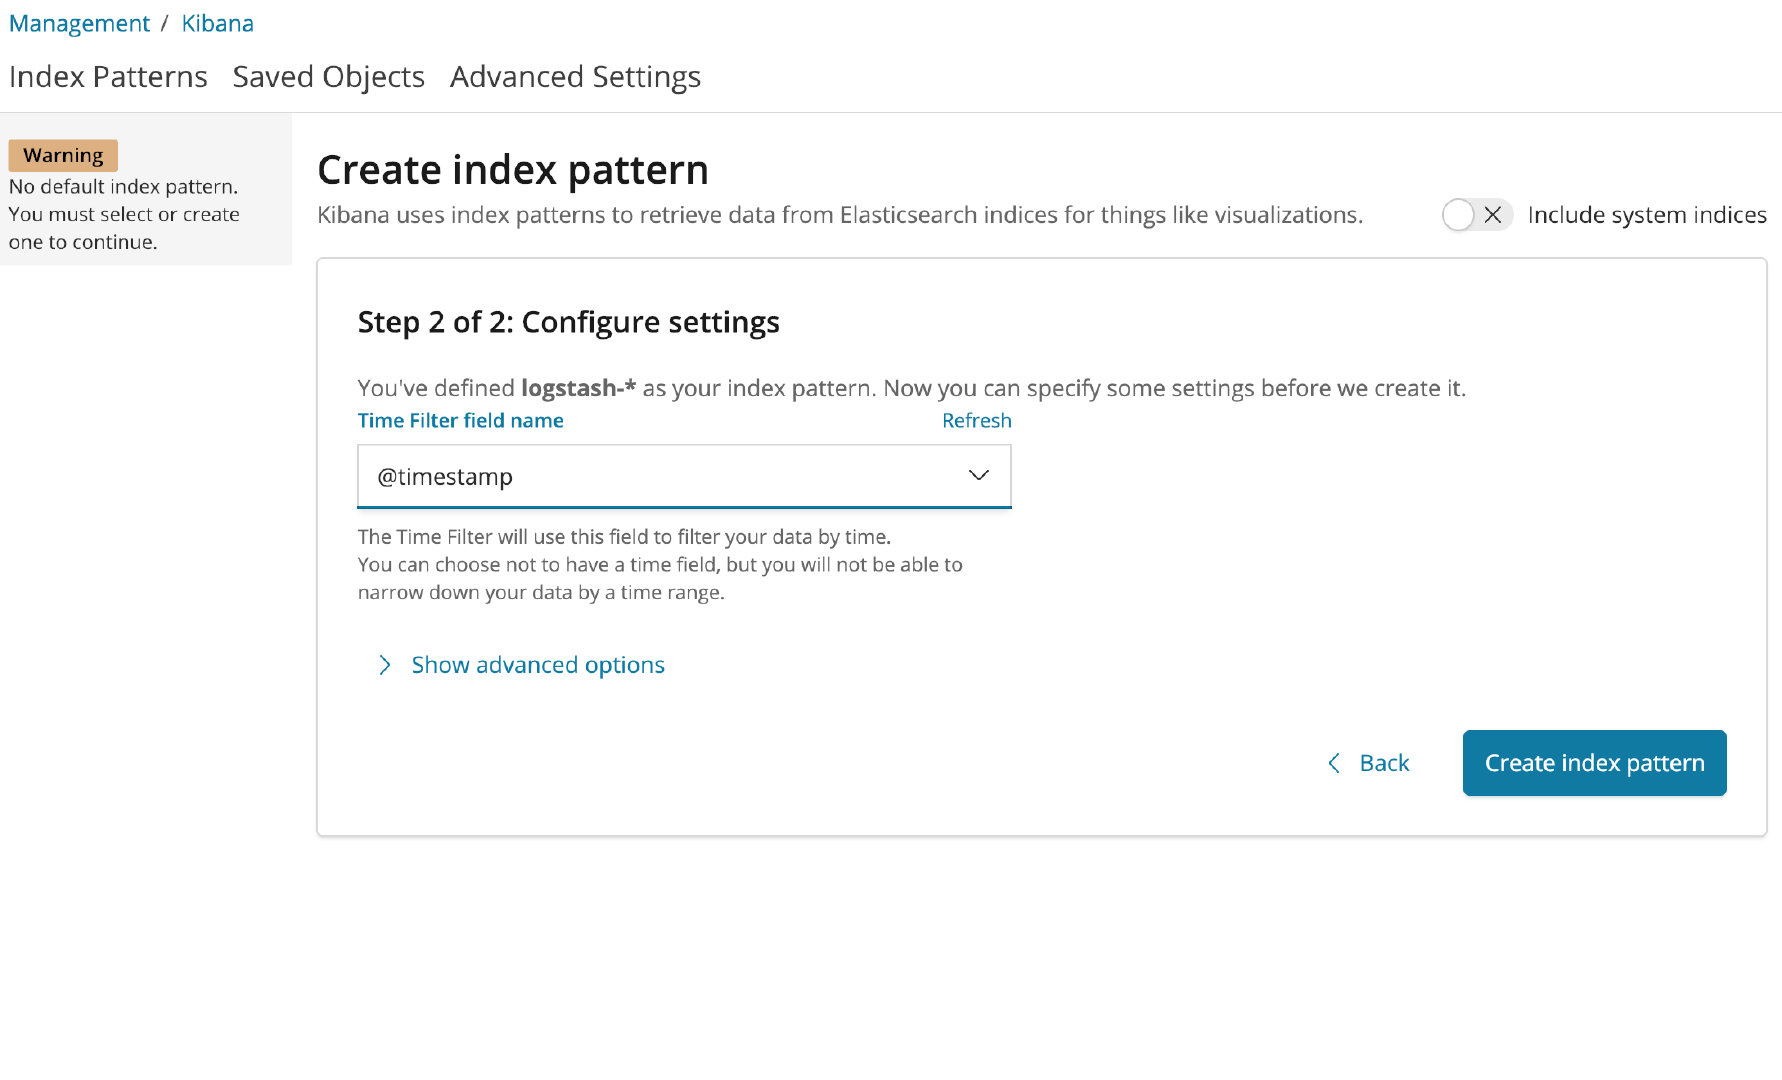 Management / Kibana
Index Patterns Saved Objects Advanced Settings
Warning
No default index pattern.
You must select or create
one to continue.
Create index pattern
Kibana uses index patterns to retrieve data from Elasticsearch indices for things like visualizations.
Include system indices
Step 2 of 2: Configure settings
You've defined logstash-* as your index pattern. Now you can specify some settings before we create it.
Time Filter field name Refresh
@timestamp
The Time Filter will use this field to filter your data by time.
You can choose not to have a time field, but you will not be able to
narrow down your data by a time range.
Show advanced options
Back
Create index pattern